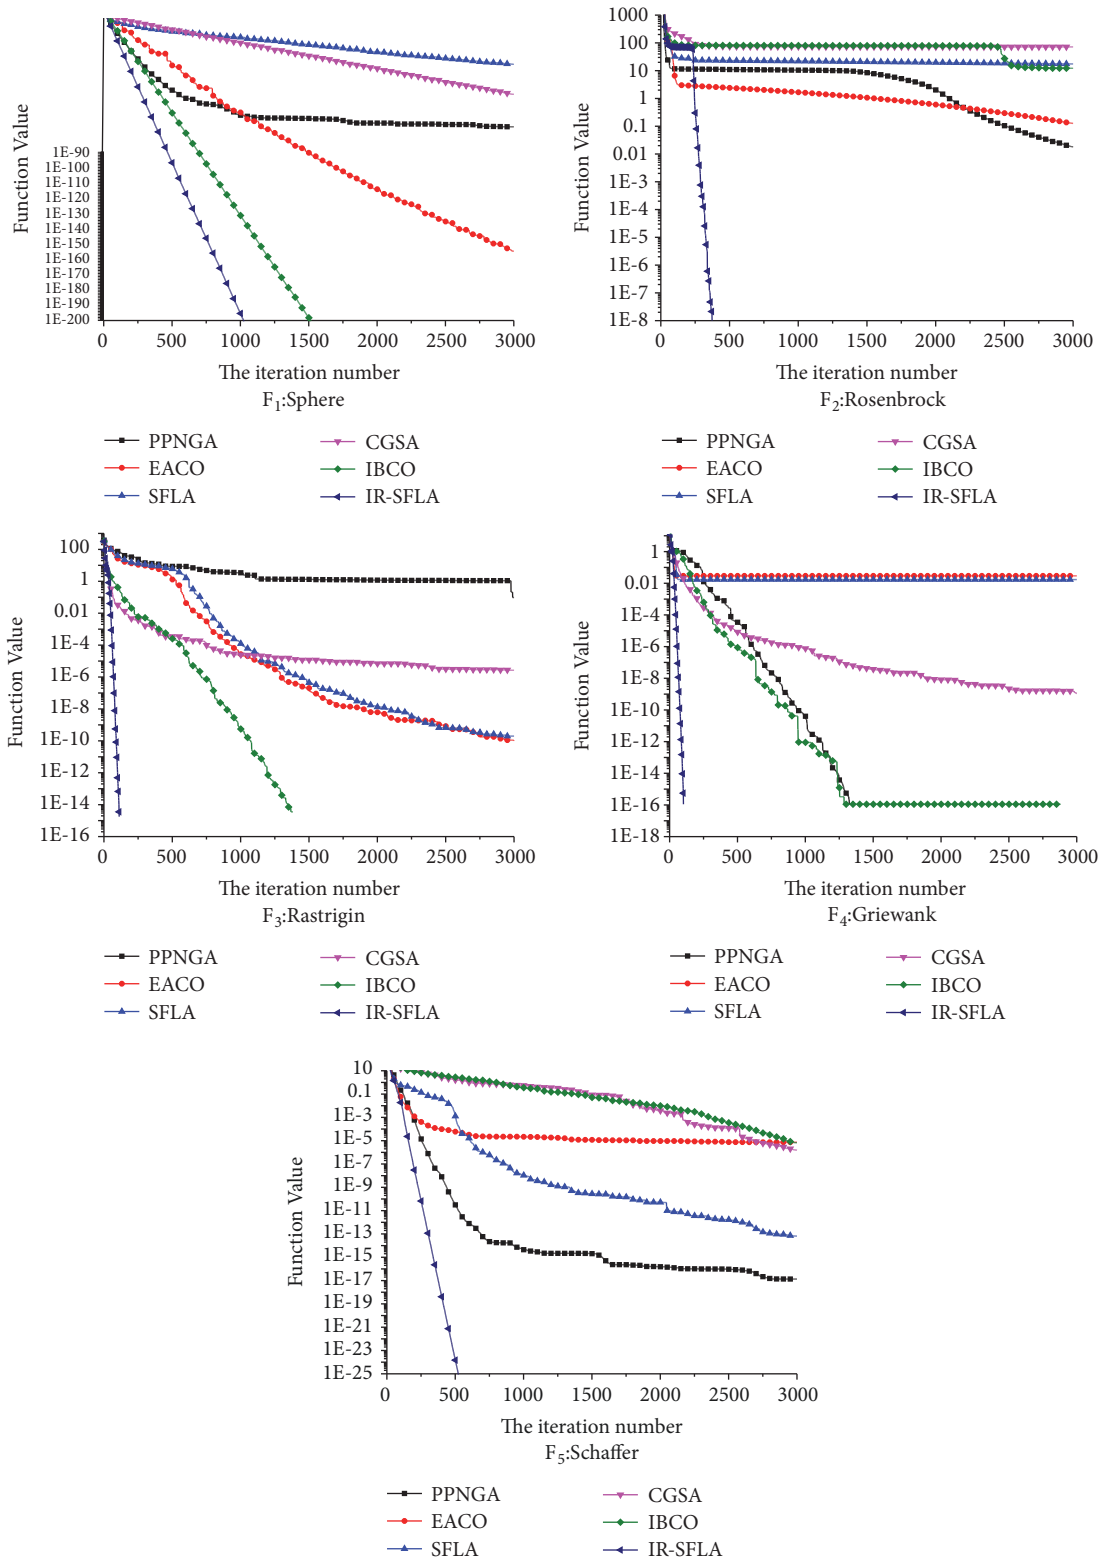 Function Value
1E-90
1E-100
1E-110
1E-120
1E-130
1E-140
1E-150
1E-160
1E-170
1E-180
1E-190
1E-200
0 500 1000 1500 2000 2500 3000
The iteration number
F1:Sphere
PPNGA
EACO
SFLA
CGSA
IBCO
IR-SFLA
Function Value
1000
100
10
1
0.1
0.01
1E-3
1E-4
1E-5
1E-6
1E-7
1E-8
0 500 1000 1500 2000 2500 3000
The iteration number
F2:Rosenbrock
PPNGA
EACO
SFLA
CGSA
IBCO
IR-SFLA
Function Value
100
1
0.01
1E-4
1E-6
1E-8
1E-10
1E-12
1E-14
1E-16
0 500 1000 1500 2000 2500 3000
The iteration number
F3:Rastrigin
PPNGA
EACO
SFLA
CGSA
IBCO
IR-SFLA
Function Value
1
0.01
1E-4
1E-6
1E-8
1E-10
1E-12
1E-14
1E-16
1E-18
0 500 1000 1500 2000 2500 3000
The iteration number
F4:Griewank
PPNGA
EACO
SFLA
CGSA
IBCO
IR-SFLA
Function Value
10
0.1
1E-3
1E-5
1E-7
1E-9
1E-11
1E-13
1E-15
1E-17
1E-19
1E-21
1E-23
1E-25
0 500 1000 1500 2000 2500 3000
The iteration number
F5:Schaffer
PPNGA
EACO
SFLA
CGSA
IBCO
IR-SFLA